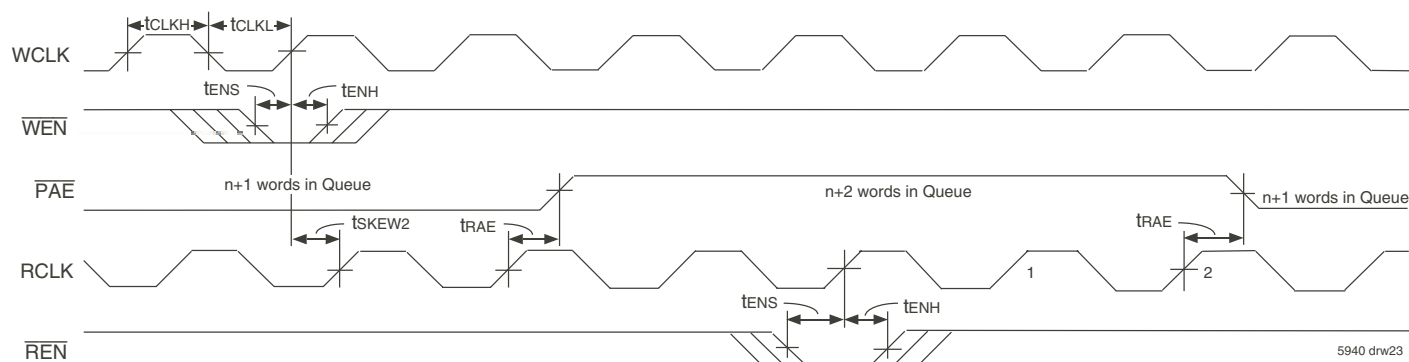 tCLKH tCLKL
WCLK
tENS tENH
WEN
PAE n+1 words in Queue n+2 words in Queue n+1 words in Queue
tSKEW2 tRAE tRAE
RCLK 1 2
tENS tENH
REN
5940 drw23